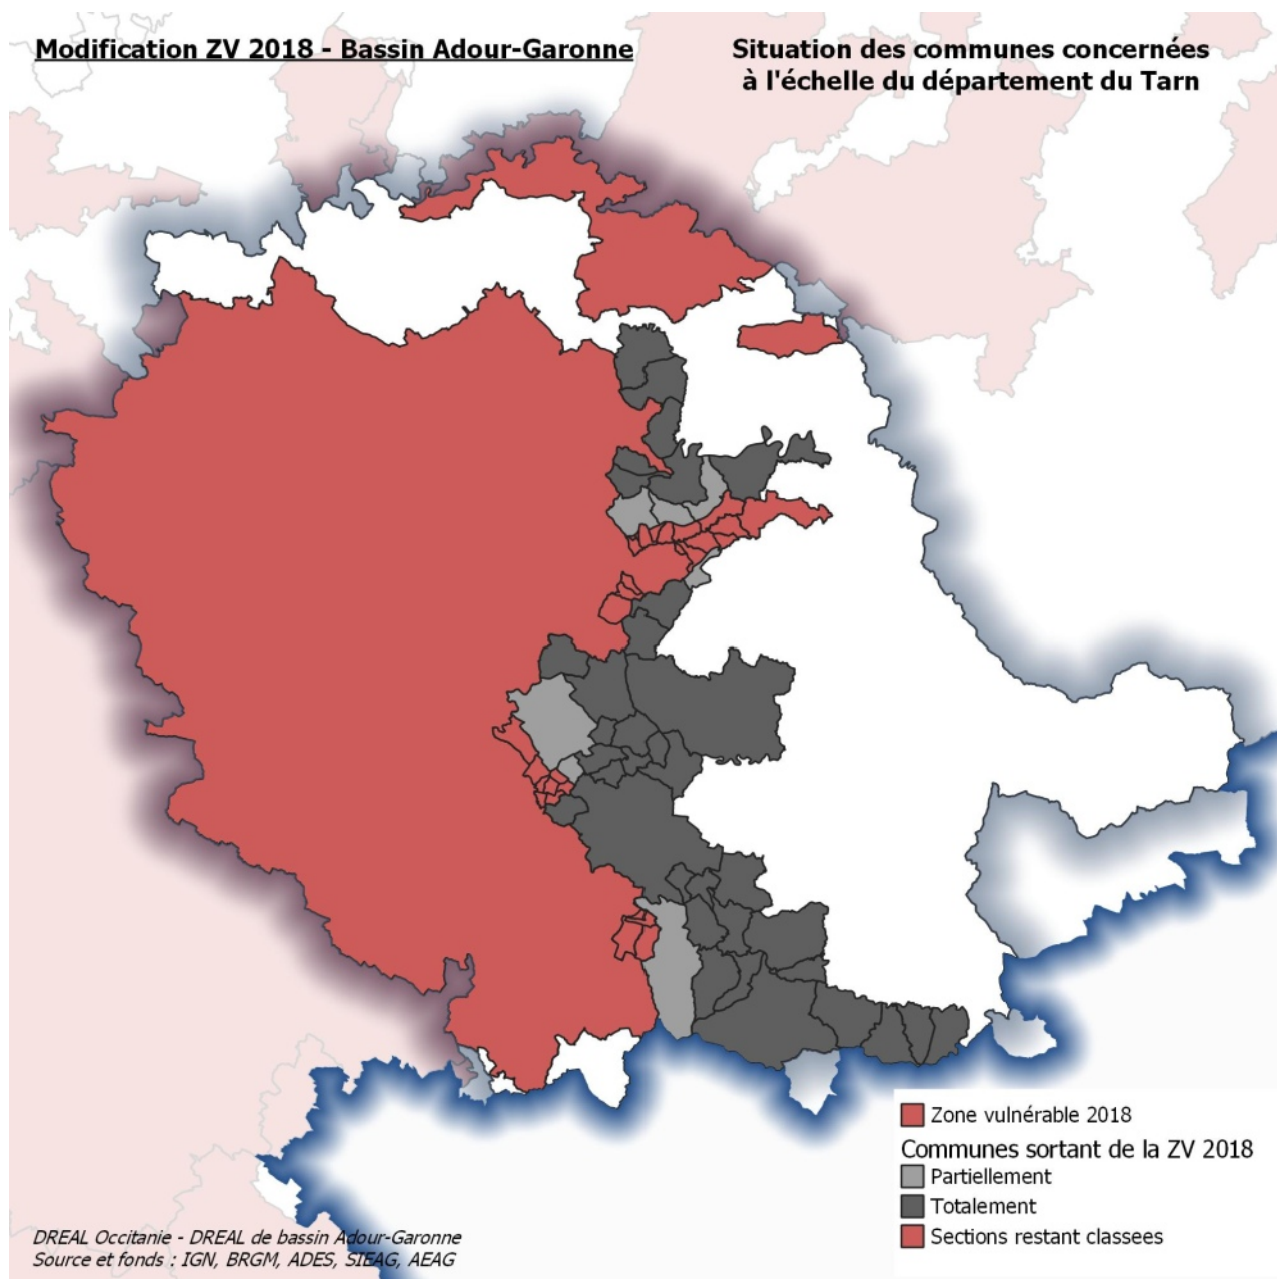 Modification ZV 2018 - Bassin Adour-Garonne
Situation des communes concernées
à l'échelle du département du Tarn
Zone vulnérable 2018
Communes sortant de la ZV 2018
Partiellement
Totalement
Sections restant classees
DREAL Occitanie - DREAL de bassin Adour-Garonne
Source et fonds : IGN, BRGM, ADES, SIEAG, AEAG